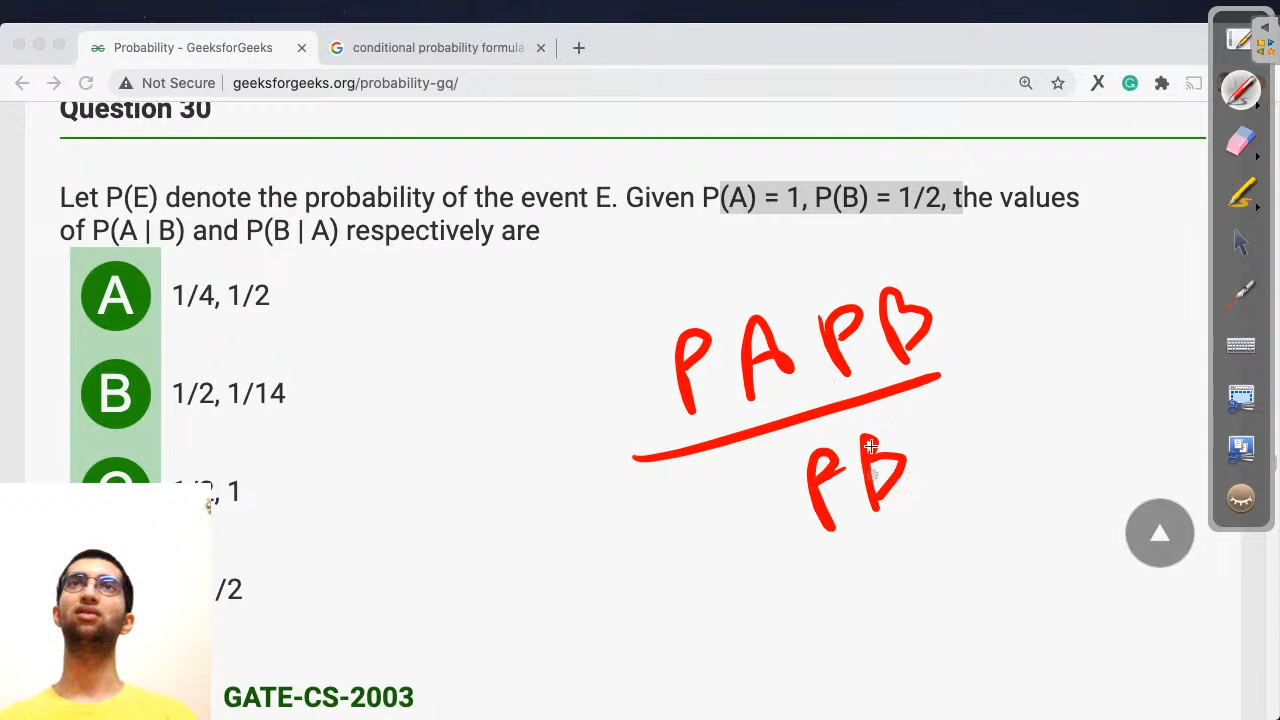 Probability - GeeksforGeeks
conditional probability formula
Not Secure
geeksforgeeks.org/probability-gq/
Question 30
Let P(E) denote the probability of the event E. Given P(A) = 1, P(B) = 1/2, the values
of P(A | B) and P(B | A) respectively are
A 1/4, 1/2
B 1/2, 1/14
, 1
/2
P A P B
P B
GATE-CS-2003